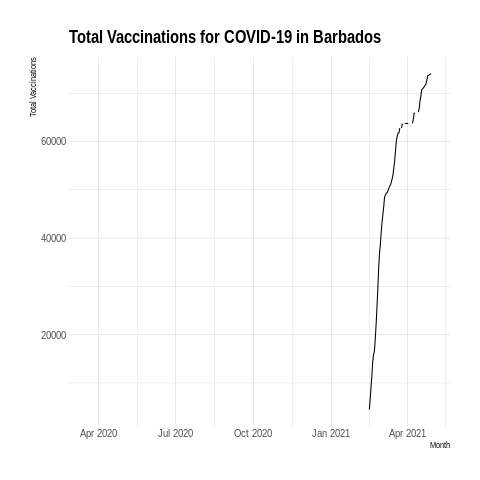 Total Vaccinations for COVID-19 in Barbados
Total Vaccinations
60000
40000
20000
Apr 2020 Jul 2020 Oct 2020 Jan 2021 Apr 2021
Month